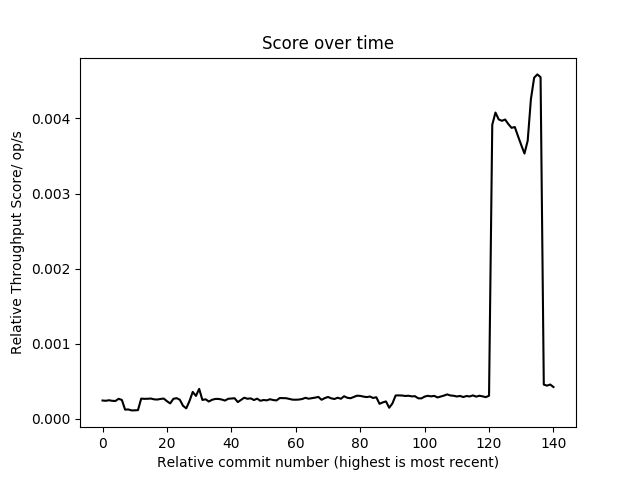 Score over time
Relative Throughput Score/ op/s
0.004
0.003
0.002
0.001
0.000
0 20 40 60 80 100 120 140
Relative commit number (highest is most recent)